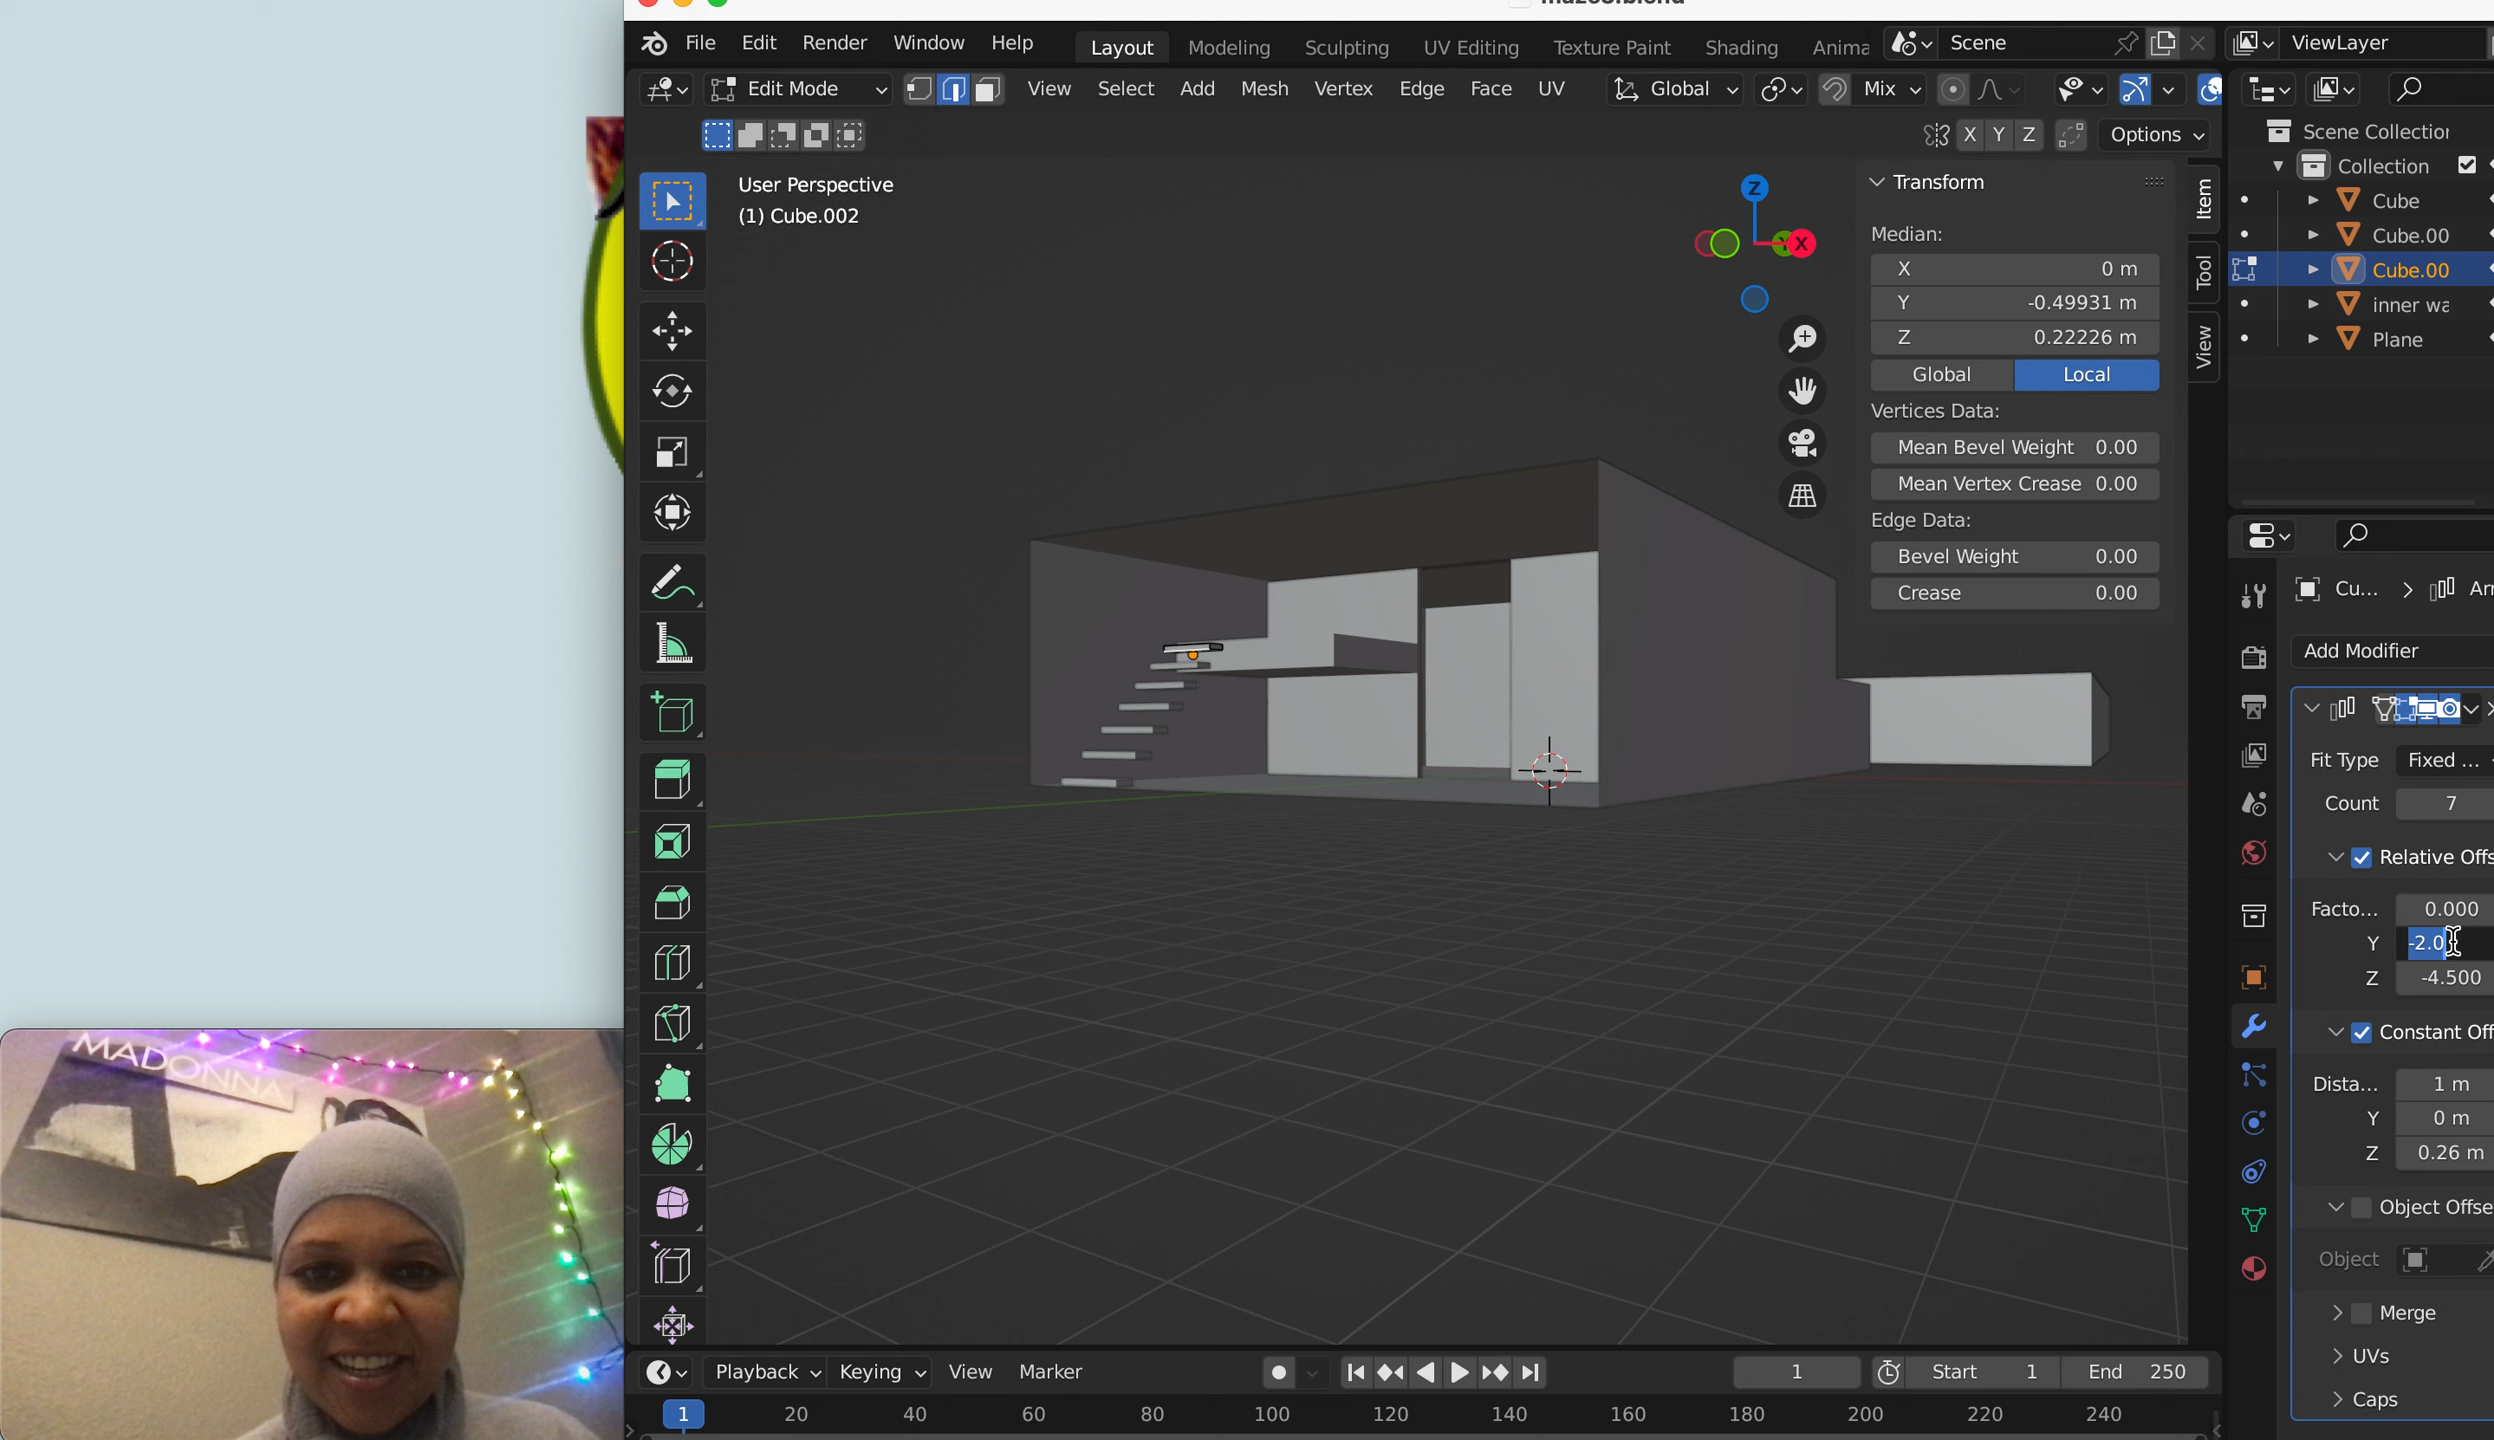 File Edit Render Window Help Layout Modeling Sculpting UV Editing Texture Paint Shading Anima Scene ViewLayer
Edit Mode View Select Add Mesh Vertex Edge Face UV Global Mix
X Y Z Options
User Perspective
(1) Cube.002
Z
Y X
Transform
Median:
X 0 m
Y -0.49931 m
Z 0.22226 m
Global Local
Vertices Data:
Mean Bevel Weight 0.00
Mean Vertex Crease 0.00
Edge Data:
Bevel Weight 0.00
Crease 0.00
Item
Tool
View
Scene Collection
Collection
Cube
Cube.00
Cube.00
inner wa
Plane
Cu... Arr
Add Modifier
Fit Type Fixed ...
Count 7
Relative Offs
Facto... 0.000
Y -2.0
Z -4.500
Constant Off
Dista... 1 m
Y 0 m
Z 0.26 m
Object Offse
Object
Merge
UVs
Caps
MADONNA
Playback Keying View Marker 1 Start 1 End 250
1 20 40 60 80 100 120 140 160 180 200 220 240